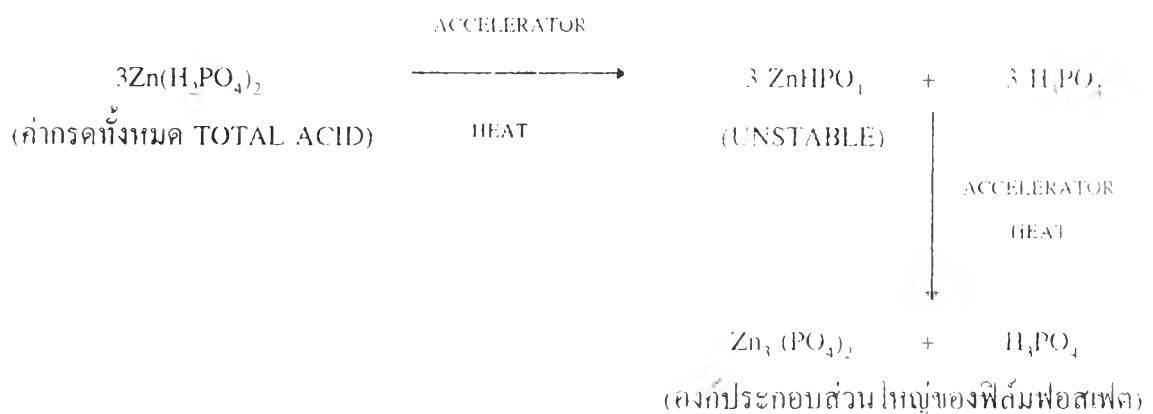 ACCELERATOR
3Zn(H₂PO₄)₂ 3 ZnHPO₄ + 3 H₃PO₄
(ค่ากรดทั้งหมด TOTAL ACID) HEAT (UNSTABLE)
ACCELERATOR
HEAT
Zn₃ (PO₄)₂ + H₃PO₄
(องค์ประกอบส่วนใหญ่ของฟิล์มฟอสเฟต)